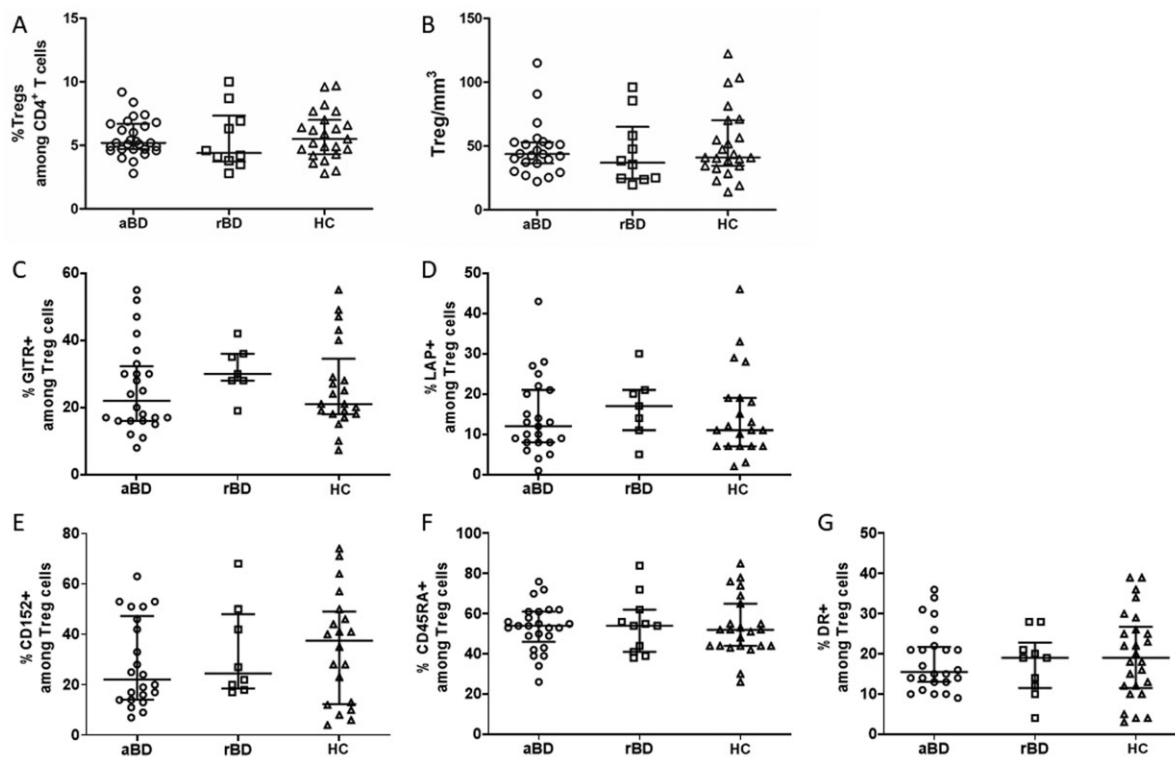 A
%Tregs
among CD4⁺ T cells
15
10
5
0
aBD rBD HC
B
Treg/mm³
150
100
50
0
aBD rBD HC
C
% GITR+
among Treg cells
60
40
20
0
aBD rBD HC
D
% LAP+
among Treg cells
50
40
30
20
10
0
aBD rBD HC
E
% CD152+
among Treg cells
80
60
40
20
0
aBD rBD HC
F
% CD45RA+
among Treg cells
100
80
60
40
20
0
aBD rBD HC
G
% DR+
among Treg cells
50
40
30
20
10
0
aBD rBD HC